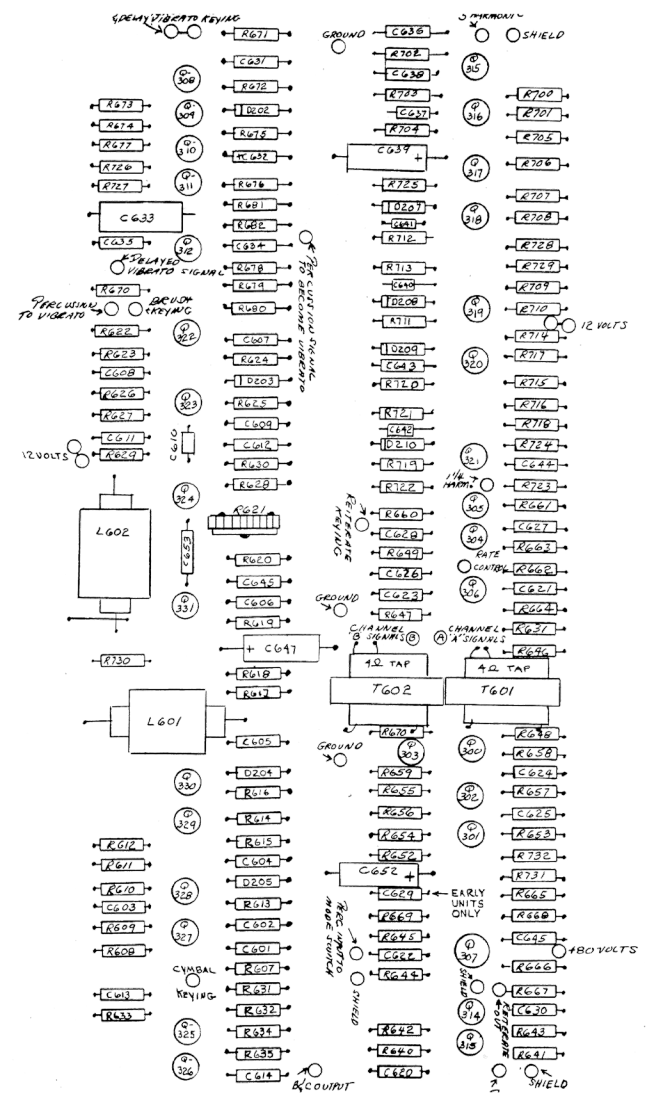 DELAY VIBRATO KEYING
R671
C631
Q-308
R672
R673
Q-309
D202
R674
R675
R677
Q-310
C632
R726
R727
Q-311
R676
R681
C633
R682
C635
Q-312
C634
DELAYED VIBRATO SIGNAL
R678
R670
R679
PERCUSSION TO VIBRATO
BRUSH KEYING
R680
PERCUSSION SIGNAL TO BECOME VIBRATO
R622
Q-322
C607
R623
R624
C608
D203
R626
Q-323
R625
R627
C609
C611
C610
C612
12 VOLTS
R629
R630
R628
Q-324
L602
R621
C653
R620
C645
Q-331
C606
R619
+ C647
R730
R618
R617
L601
C605
Q-330
D204
R616
Q-329
R614
R612
R615
R611
C604
R610
Q-328
D205
C603
R613
R609
Q-327
C602
R608
C601
CYMBAL KEYING
R607
C613
R631
R633
R632
Q-325
R634
R635
Q-326
C614
B/C OUTPUT
GROUND
C636
R702
C638
R703
C637
R704
C639 +
R725
D207
C641
R712
R713
C640
D208
R711
D209
C643
R720
R721
C642
D210
R719
R722
REITERATE KEYING
R660
C628
R649
C626
C623
GROUND
R647
CHANNEL B SIGNALS B
4Ω TAP
T602
R670
GROUND
Q 303
R659
R655
R656
R654
R652
C652 +
C629
EARLY UNITS ONLY
R669
PERC INPUT TO MODE SWITCH
R645
C622
R644
SHIELD
R642
R640
C620
HARMONIC
SHIELD
Q 315
R700
Q 316
R701
R705
Q 317
R706
R707
Q 318
R708
R728
R729
R709
Q 319
R710
12 VOLTS
R714
Q 320
R717
R715
R716
R718
R724
Q 321
C644
1 1/4 HARM.
R723
Q 305
R661
Q 304
C627
RATE CONTROL
R663
R662
Q 306
C621
R664
CHANNEL A "A" SIGNALS
R651
R646
4Ω TAP
T601
R648
Q 300
R658
C624
Q 302
R657
C625
Q 301
R653
R732
R731
R665
R668
Q 307
C645
+80 VOLTS
R666
SHIELD
R667
REITERATE OUT
Q 314
C630
R643
Q 315
R641
SHIELD